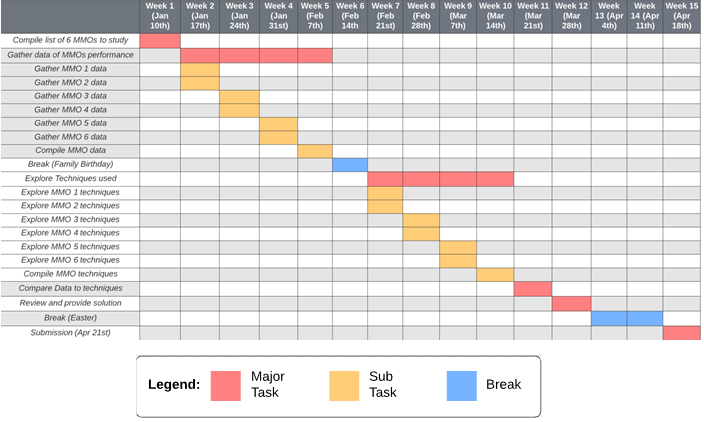 Week 1 (Jan 10th)
Week 2 (Jan 17th)
Week 3 (Jan 24th)
Week 4 (Jan 31st)
Week 5 (Feb 7th)
Week 6 (Feb 14th
Week 7 (Feb 21st)
Week 8 (Feb 28th)
Week 9 (Mar 7th)
Week 10 (Mar 14th)
Week 11 (Mar 21st)
Week 12 (Mar 28th)
Week 13 (Apr 4th)
Week 14 (Apr 11th)
Week 15 (Apr 18th)
Compile list of 6 MMOs to study
Gather data of MMOs performance
Gather MMO 1 data
Gather MMO 2 data
Gather MMO 3 data
Gather MMO 4 data
Gather MMO 5 data
Gather MMO 6 data
Compile MMO data
Break (Family Birthday)
Explore Techniques used
Explore MMO 1 techniques
Explore MMO 2 techniques
Explore MMO 3 techniques
Explore MMO 4 techniques
Explore MMO 5 techniques
Explore MMO 6 techniques
Compile MMO techniques
Compare Data to techniques
Review and provide solution
Break (Easter)
Submission (Apr 21st)
Legend:
Major
Task
Sub
Task
Break